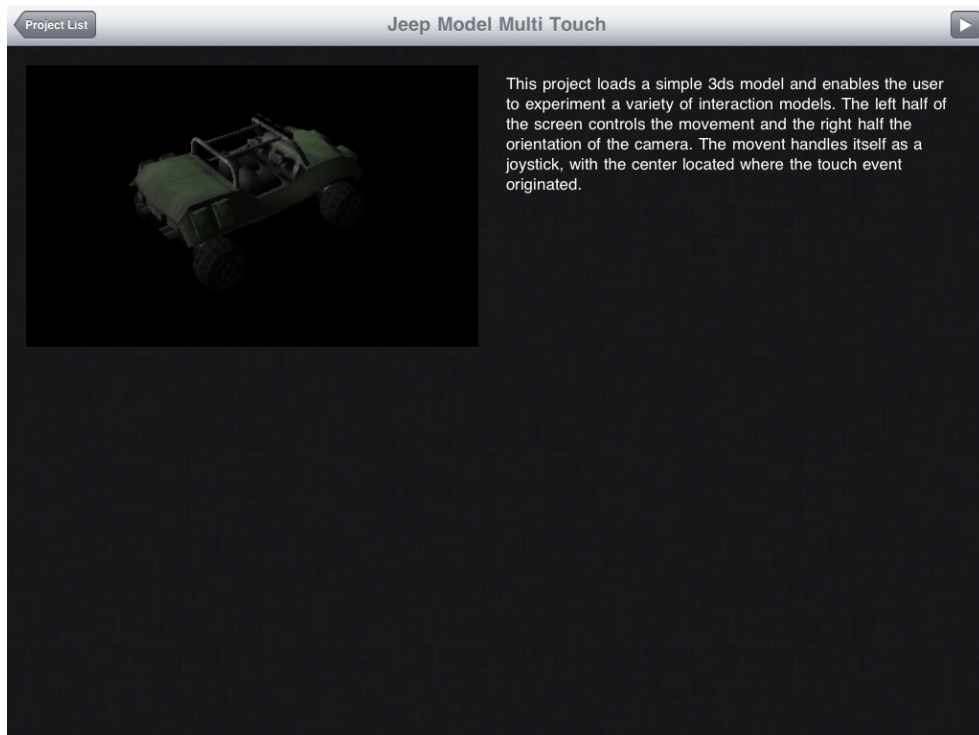 Project List
Jeep Model Multi Touch
This project loads a simple 3ds model and enables the user
to experiment a variety of interaction models. The left half of
the screen controls the movement and the right half the
orientation of the camera. The movent handles itself as a
joystick, with the center located where the touch event
originated.